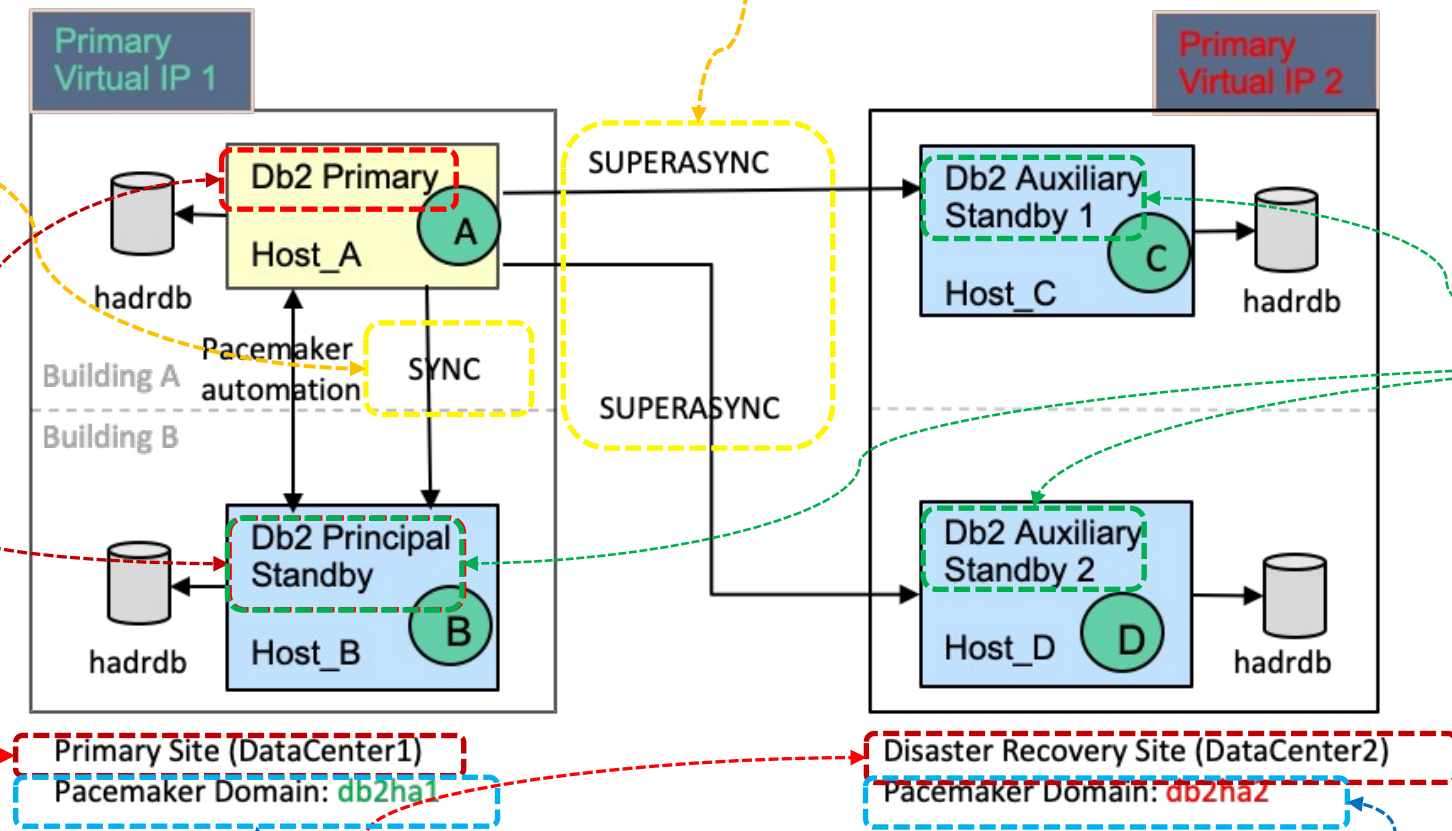 Primary
Virtual IP 1
Primary
Virtual IP 2
Db2 Primary
A
Host_A
hadrdb
SUPERASYNC
Db2 Auxiliary
Standby 1
C
Host_C
hadrdb
Pacemaker
automation
SYNC
Building A
Building B
SUPERASYNC
Db2 Principal
Standby
B
Host_B
hadrdb
Db2 Auxiliary
Standby 2
D
Host_D
hadrdb
Primary Site (DataCenter1)
Pacemaker Domain: db2ha1
Disaster Recovery Site (DataCenter2)
Pacemaker Domain: db2ha2